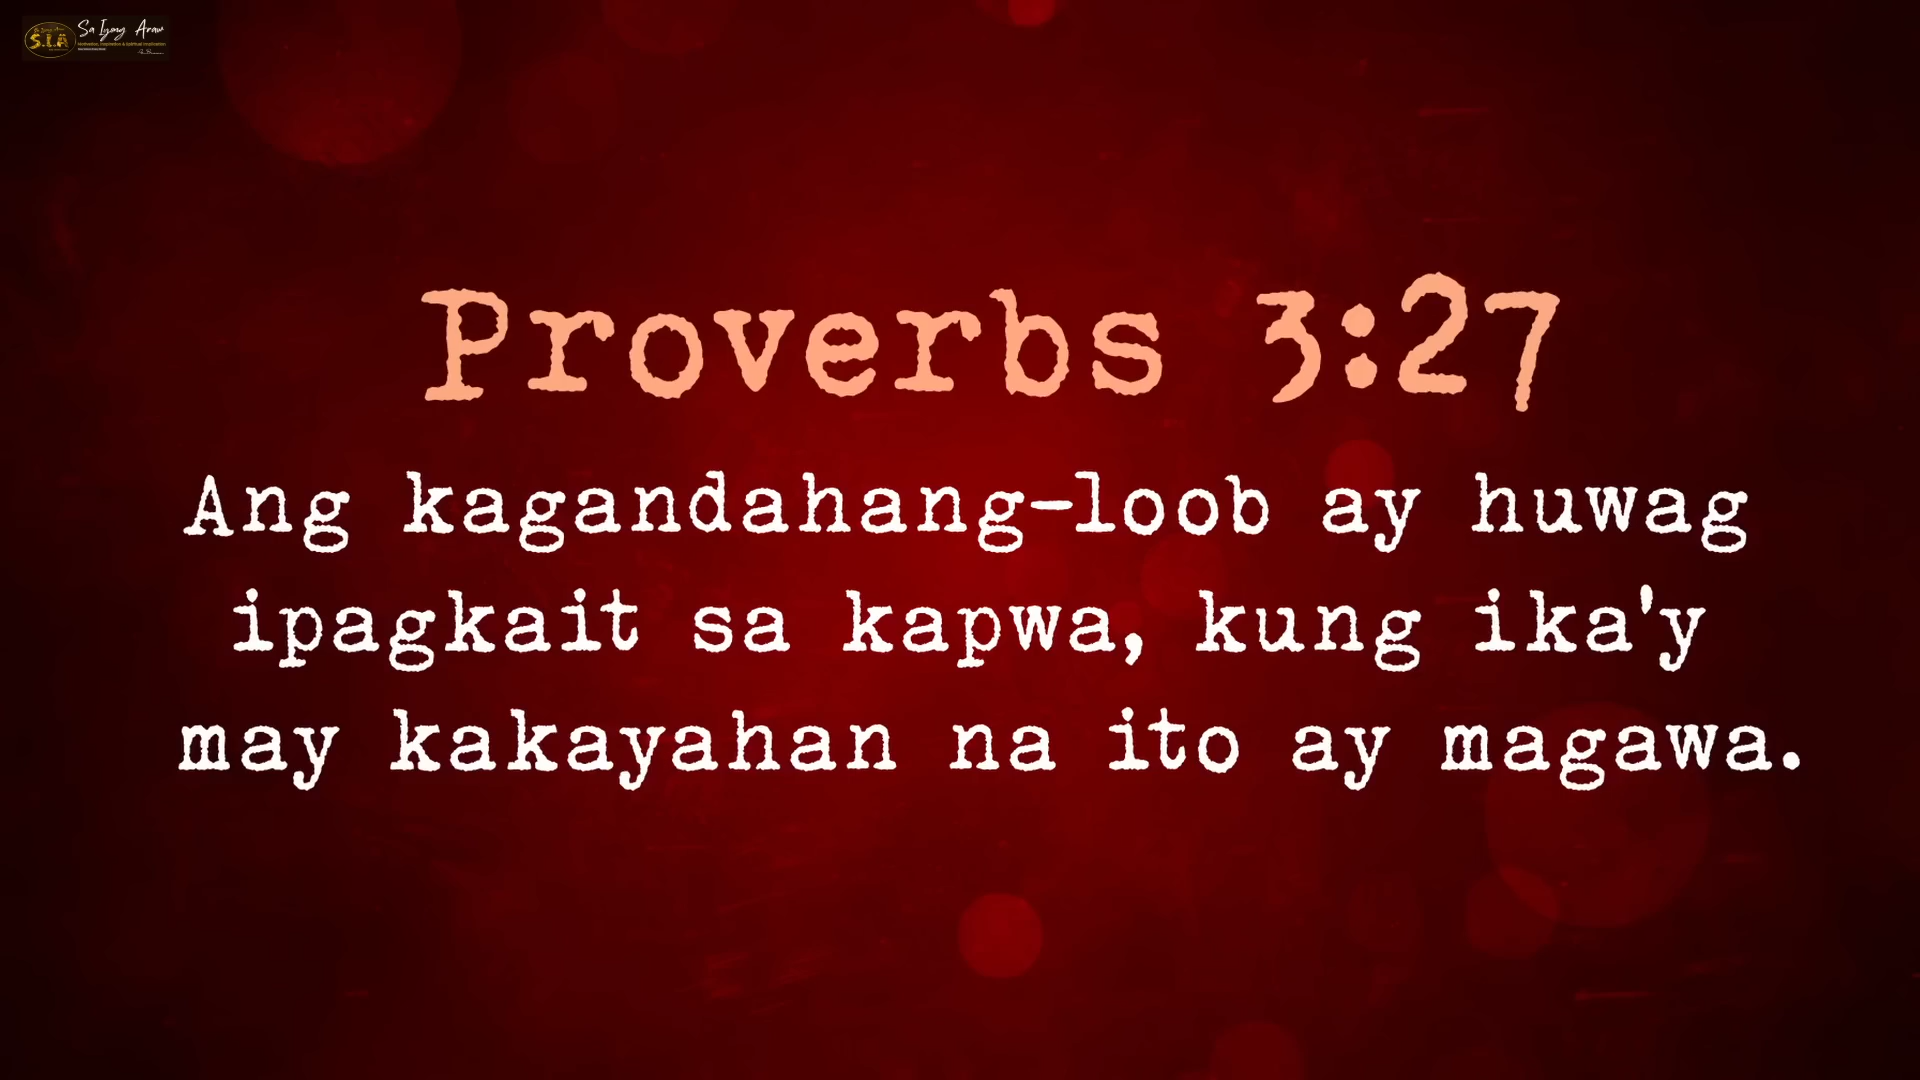 S.I.A
Sa Iyong Araw
Proverbs 3:27
Ang kagandahang-loob ay huwag
ipagkait sa kapwa, kung ika'y
may kakayahan na ito ay magawa.